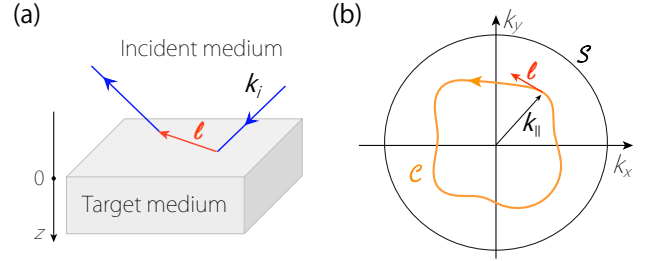 (a)
Incident medium
k_i
ℓ
0
Target medium
z
(b)
k_y
𝒮
ℓ
k_∥
𝒞
k_x